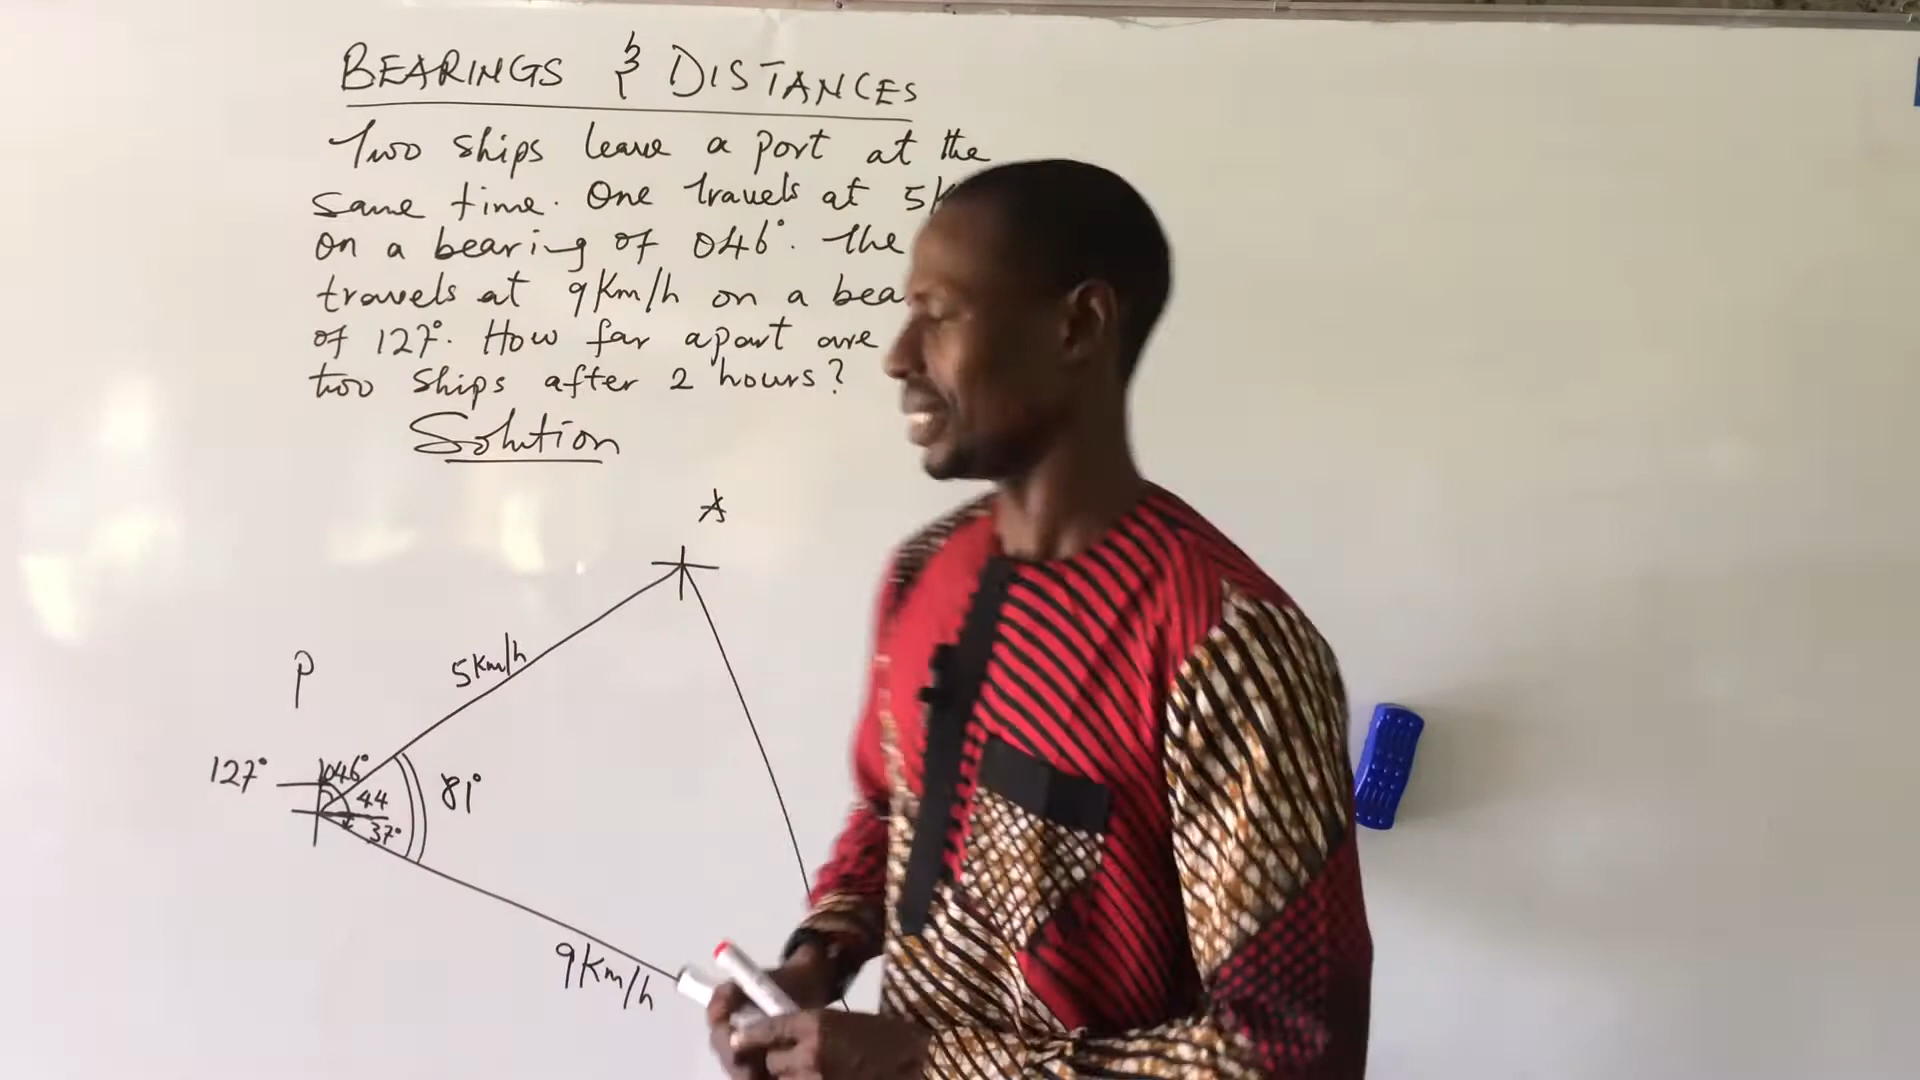 BEARINGS & DISTANCES
Two ships leave a port at the
same time. One travels at 5K
on a bearing of 046°. The
travels at 9Km/h on a bea
of 127°. How far apart are
two ships after 2 hours?
Solution
A
P
5Km/h
127°
046°
44
81°
37°
9Km/h